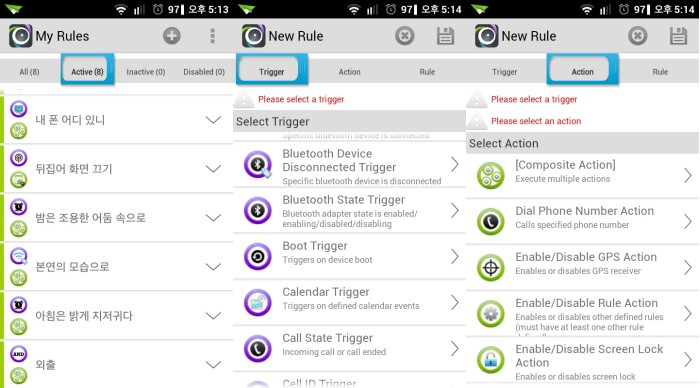 97 오후 5:13
My Rules
All (8)
Active (8)
Inactive (0)
Disabled (0)
내 폰 어디 있니
뒤집어 화면 끄기
밤은 조용한 어둠 속으로
본연의 모습으로
아침은 밝게 지저귀다
AND
외출
97 오후 5:14
New Rule
Trigger
Action
Rule
Please select a trigger
Select Trigger
Specific bluetooth device is connected
Bluetooth Device
Disconnected Trigger
Specific bluetooth device is disconnected
Bluetooth State Trigger
Bluetooth adapter state is enabled/
enabling/disabled/disabling
Boot Trigger
Triggers on device boot
Calendar Trigger
Triggers on defined calendar events
Call State Trigger
Incoming call or call ended
Cell ID Trigger
97 오후 5:14
New Rule
Trigger
Action
Rule
Please select a trigger
Please select an action
Select Action
[Composite Action]
Execute multiple actions
Dial Phone Number Action
Calls specified phone number
Enable/Disable GPS Action
Enables or disables GPS receiver
Enable/Disable Rule Action
Enables or disables other defined rules
(must have at least one other rule
Enable/Disable Screen Lock
Action
Enables or disables screen lock